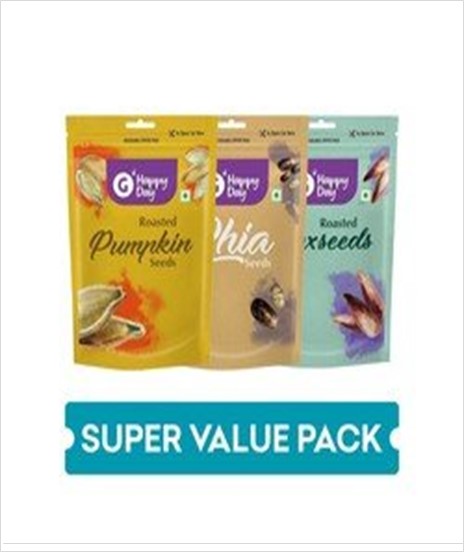 G Happy Day
Roasted
Pumpkin
Seeds
Happy Day
hia
Seeds
Happy Day
Roasted
xseeds
SUPER VALUE PACK